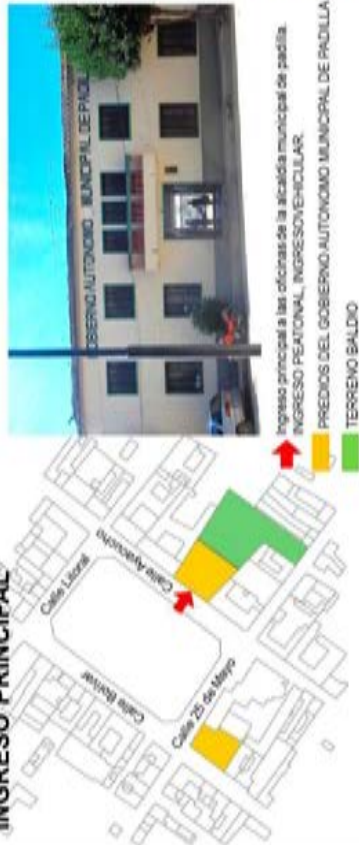 INGRESO PRINCIPAL
Calle Litoral
Calle Bolívar
Calle Ayacucho
Calle 25 de Mayo
GOBIERNO AUTONOMO MUNICIPAL DE PADILLA
Ingreso principal a las oficinas de la alcaldia municipal de padilla.
INGRESO PEATONAL, INGRESO VEHICULAR.
PREDIOS DEL GOBIERNO AUTONOMO MUNICIPAL DE PADILLA
TERRENO BALDIO